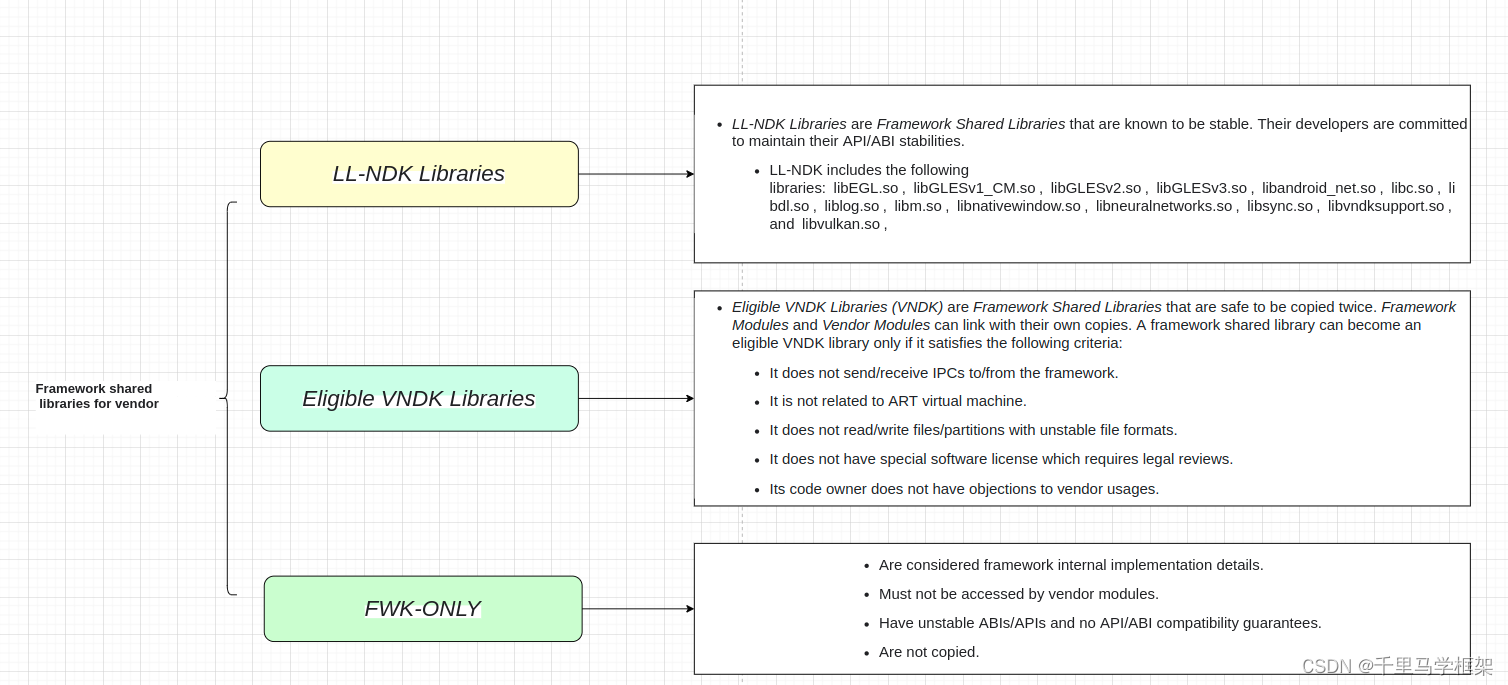 LL-NDK Libraries are Framework Shared Libraries that are known to be stable. Their developers are committed
to maintain their API/ABI stabilities.
LL-NDK Libraries
LL-NDK includes the following
libraries: libEGL.so , libGLESv1_CM.so , libGLESv2.so , libGLESv3.so , libandroid_net.so , libc.so , li
bdl.so , liblog.so , libm.so , libnativewindow.so , libneuralnetworks.so , libsync.so , libvndksupport.so ,
and libvulkan.so ,
Eligible VNDK Libraries (VNDK) are Framework Shared Libraries that are safe to be copied twice. Framework
Modules and Vendor Modules can link with their own copies. A framework shared library can become an
eligible VNDK library only if it satisfies the following criteria:
It does not send/receive IPCs to/from the framework.
Framework shared
libraries for vendor
Eligible VNDK Libraries
It is not related to ART virtual machine.
It does not read/write files/partitions with unstable file formats.
It does not have special software license which requires legal reviews.
Its code owner does not have objections to vendor usages.
FWK-ONLY
Are considered framework internal implementation details.
Must not be accessed by vendor modules.
Have unstable ABIs/APIs and no API/ABI compatibility guarantees.
Are not copied.
CSDN @千里马学框架